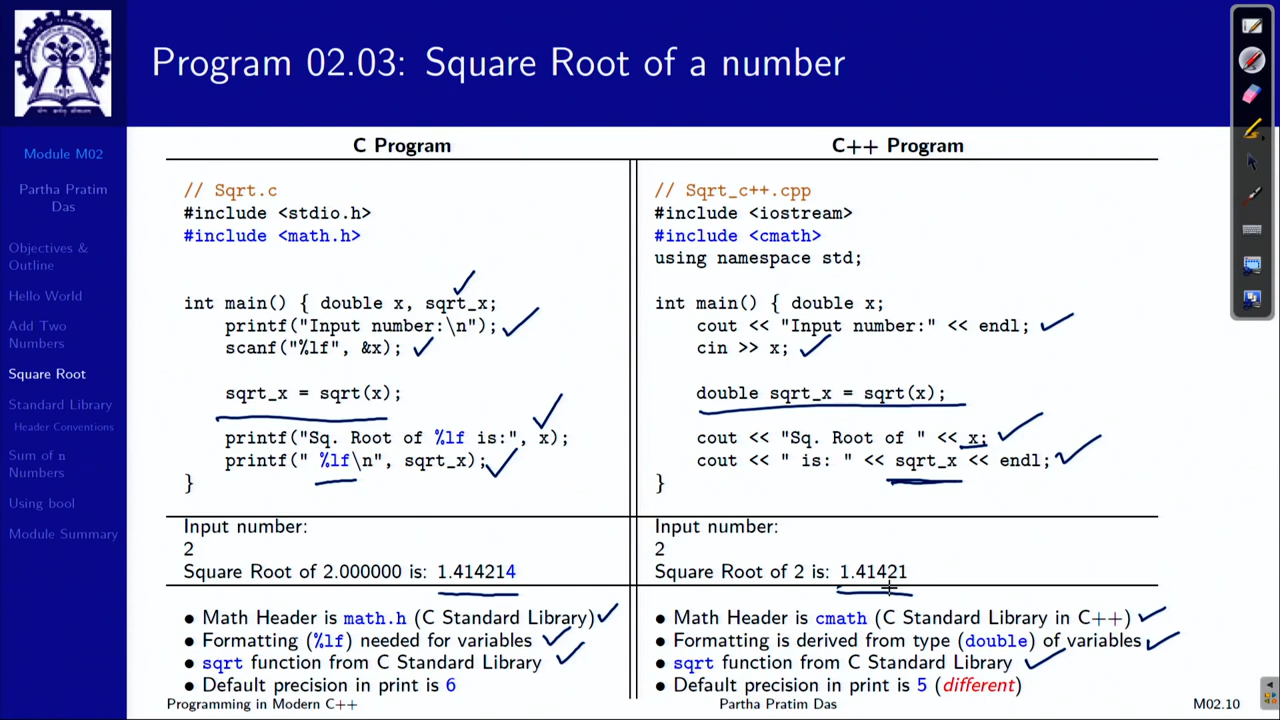 Program 02.03: Square Root of a number
Module M02
Partha Pratim
Das
Objectives &
Outline
Hello World
Add Two
Numbers
Square Root
Standard Library
Header Conventions
Sum of n
Numbers
Using bool
Module Summary
C Program
// Sqrt.c
#include <stdio.h>
#include <math.h>
int main() { double x, sqrt_x;
printf("Input number:\n");
scanf("%lf", &x);
sqrt_x = sqrt(x);
printf("Sq. Root of %lf is:", x);
printf(" %lf\n", sqrt_x);
}
Input number:
2
Square Root of 2.000000 is: 1.414214
• Math Header is math.h (C Standard Library)
• Formatting (%lf) needed for variables
• sqrt function from C Standard Library
• Default precision in print is 6
C++ Program
// Sqrt_c++.cpp
#include <iostream>
#include <cmath>
using namespace std;
int main() { double x;
cout << "Input number:" << endl;
cin >> x;
double sqrt_x = sqrt(x);
cout << "Sq. Root of " << x;
cout << " is: " << sqrt_x << endl;
}
Input number:
2
Square Root of 2 is: 1.41421
• Math Header is cmath (C Standard Library in C++)
• Formatting is derived from type (double) of variables
• sqrt function from C Standard Library
• Default precision in print is 5 (different)
Programming in Modern C++
Partha Pratim Das
M02.10